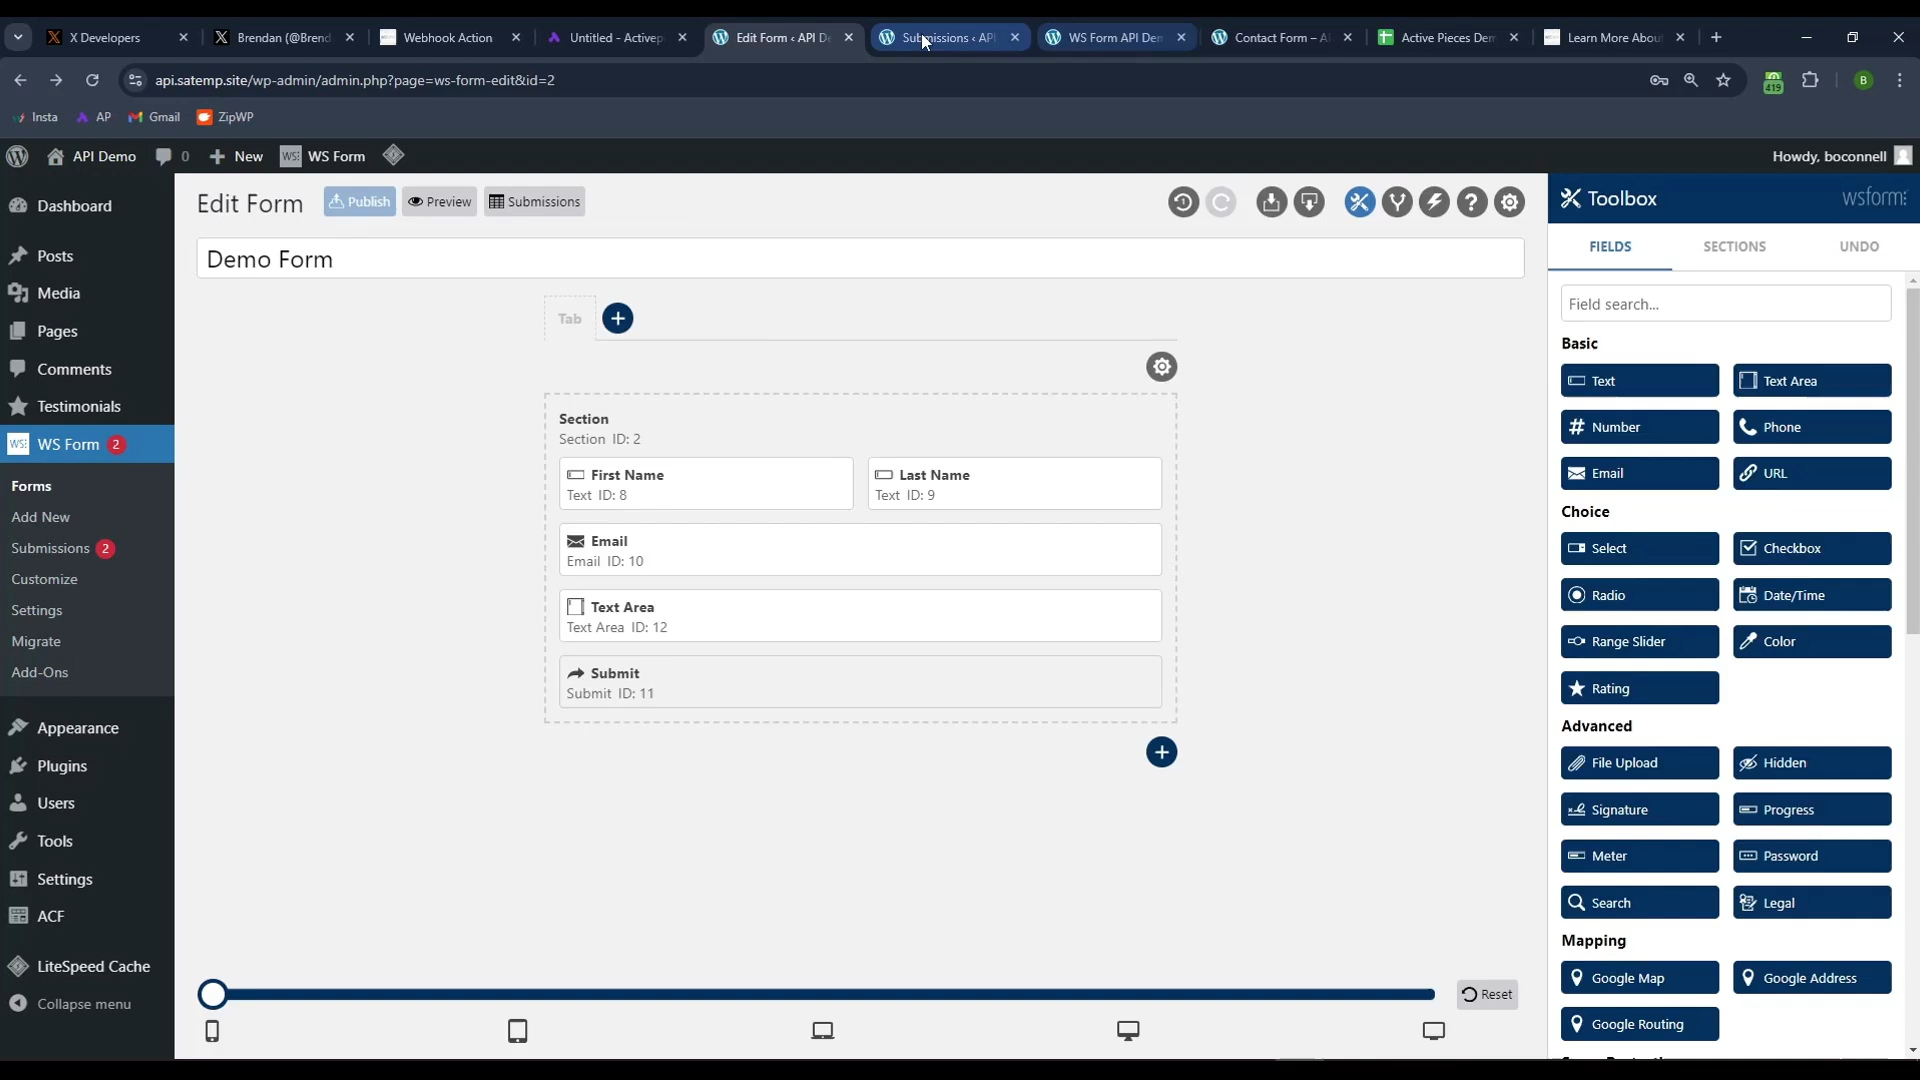 X Developers
Brendan (@Brend
Webhook Action
Untitled - Activep
Edit Form ‹ API De
Submissions ‹ API
WS Form API Dem
Contact Form – A
Active Pieces Dem
Learn More Abou
api.satemp.site/wp-admin/admin.php?page=ws-form-edit&id=2
419
B
Insta
AP
Gmail
ZipWP
API Demo
0
New
WS Form
Howdy, boconnell
Dashboard
Posts
Media
Pages
Comments
Testimonials
WS Form 2
Forms
Add New
Submissions 2
Customize
Settings
Migrate
Add-Ons
Appearance
Plugins
Users
Tools
Settings
ACF
LiteSpeed Cache
Collapse menu
Edit Form
Publish
Preview
Submissions
Demo Form
Tab
Section
Section ID: 2
First Name
Text ID: 8
Last Name
Text ID: 9
Email
Email ID: 10
Text Area
Text Area ID: 12
Submit
Submit ID: 11
Reset
Toolbox
wsform
FIELDS
SECTIONS
UNDO
Field search...
Basic
Text
Text Area
Number
Phone
Email
URL
Choice
Select
Checkbox
Radio
Date/Time
Range Slider
Color
Rating
Advanced
File Upload
Hidden
Signature
Progress
Meter
Password
Search
Legal
Mapping
Google Map
Google Address
Google Routing